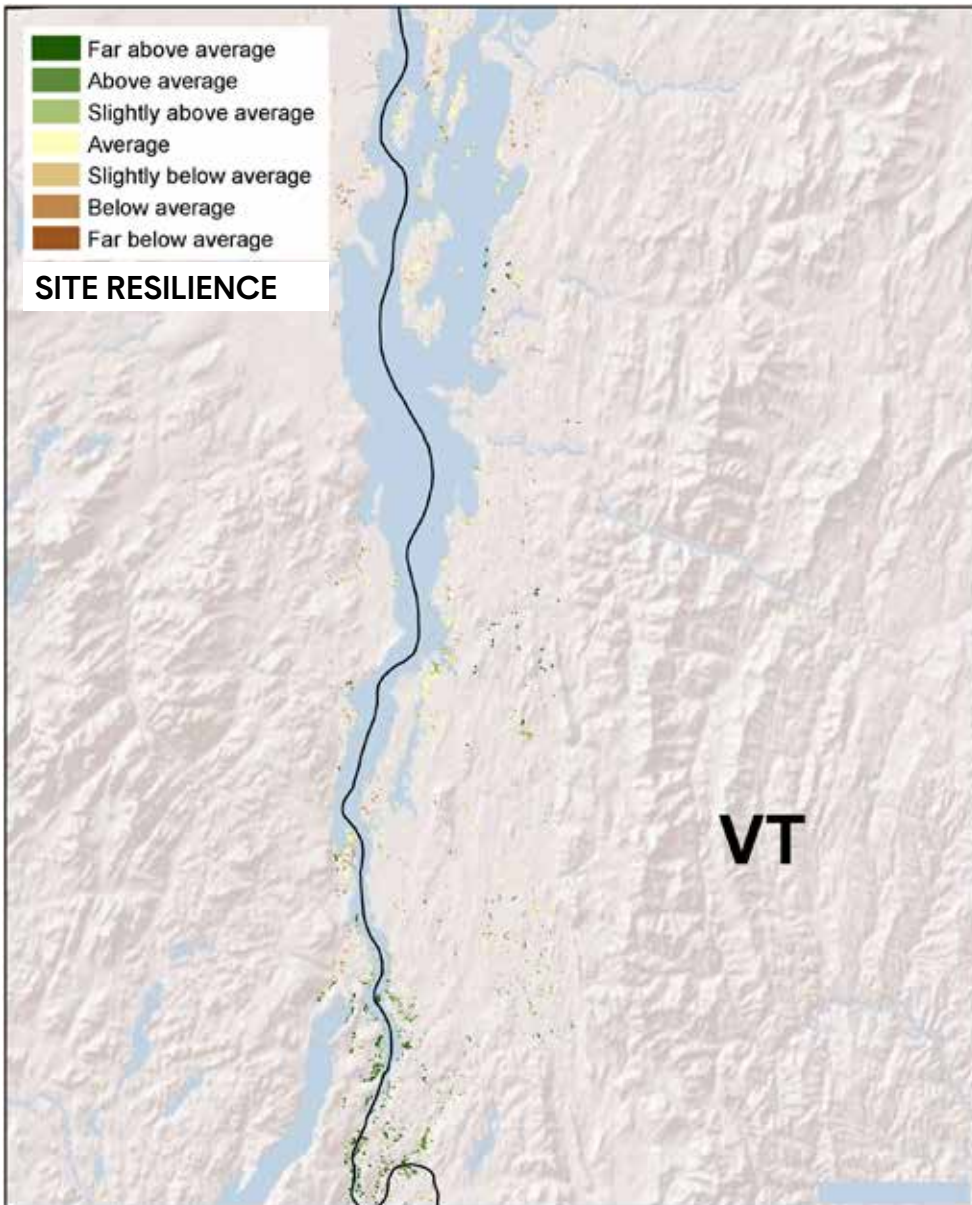 Far above average
Above average
Slightly above average
Average
Slightly below average
Below average
Far below average
SITE RESILIENCE
VT